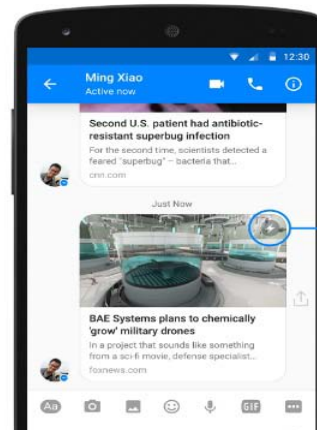 12:30
Ming Xiao
Active now
Second U.S. patient had antibiotic-
resistant superbug infection
For the second time, scientists detected a
feared "superbug" – bacteria that...
cnn.com
Just Now
BAE Systems plans to chemically
'grow' military drones
In a project that sounds like something
from a sci-fi movie, defense specialist...
foxnews.com
Aa
GIF